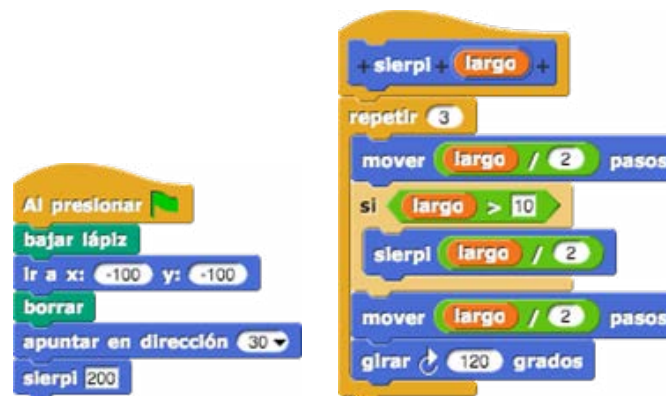 Al presionar
bajar lápiz
ir a x: -100 y: -100
borrar
apuntar en dirección 30
sierpi 200
+ sierpi + largo +
repetir 3
mover largo / 2 pasos
si largo > 10
sierpi largo / 2
mover largo / 2 pasos
girar 120 grados